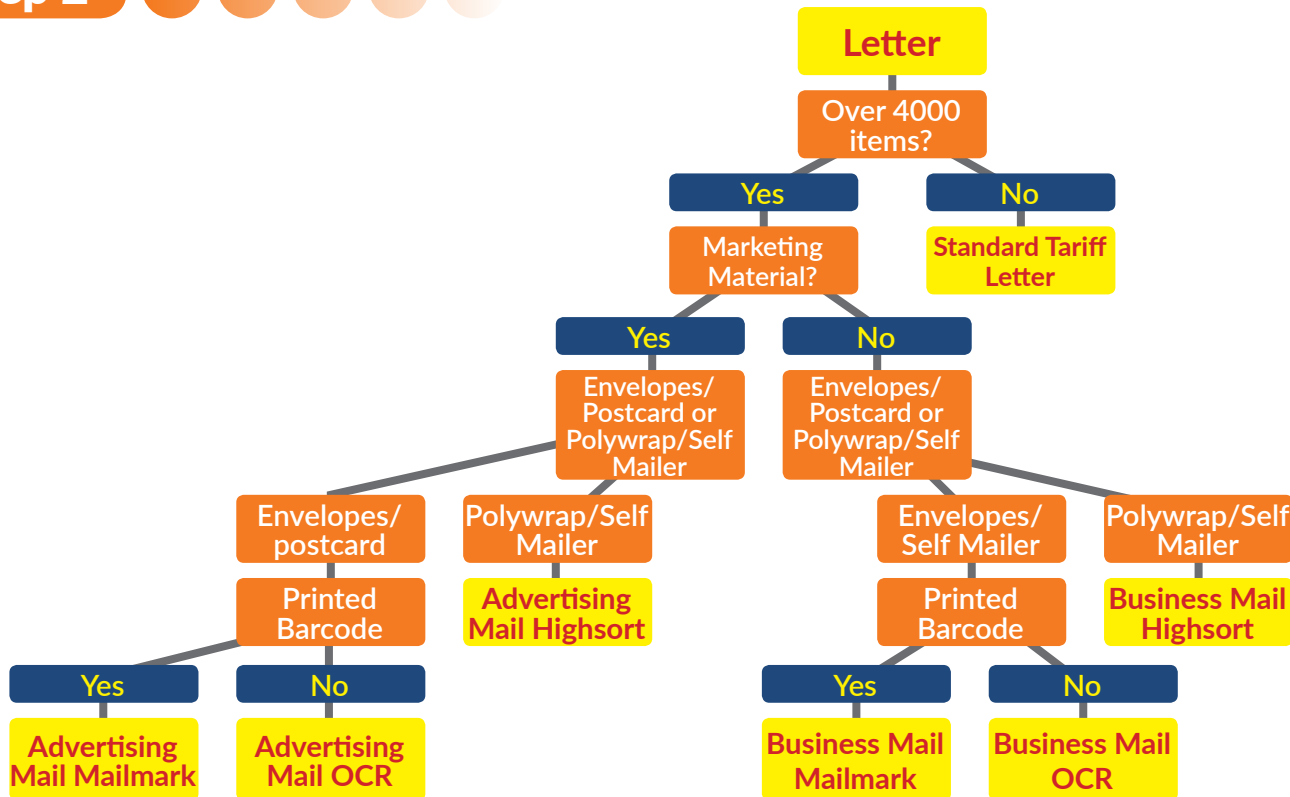 Letter
Over 4000
items?
Yes
No
Marketing
Material?
Standard Tariff
Letter
Yes
No
Envelopes/
Postcard or
Polywrap/Self
Mailer
Envelopes/
Postcard or
Polywrap/Self
Mailer
Envelopes/
postcard
Polywrap/Self
Mailer
Envelopes/
Self Mailer
Polywrap/Self
Mailer
Printed
Barcode
Advertising
Mail Highsort
Printed
Barcode
Business Mail
Highsort
Yes
No
Yes
No
Advertising
Mail Mailmark
Advertising
Mail OCR
Business Mail
Mailmark
Business Mail
OCR